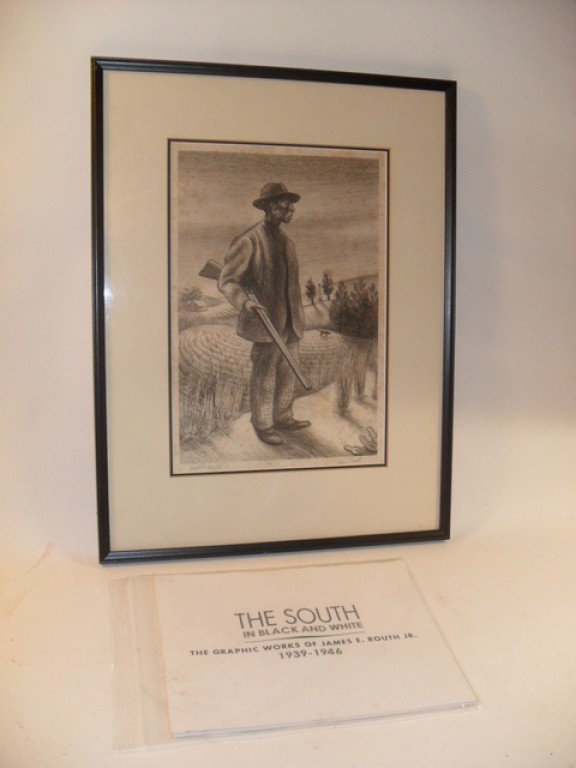 THE SOUTH
IN BLACK AND WHITE
THE GRAPHIC WORKS OF JAMES E. ROUTH JR.
1939-1946